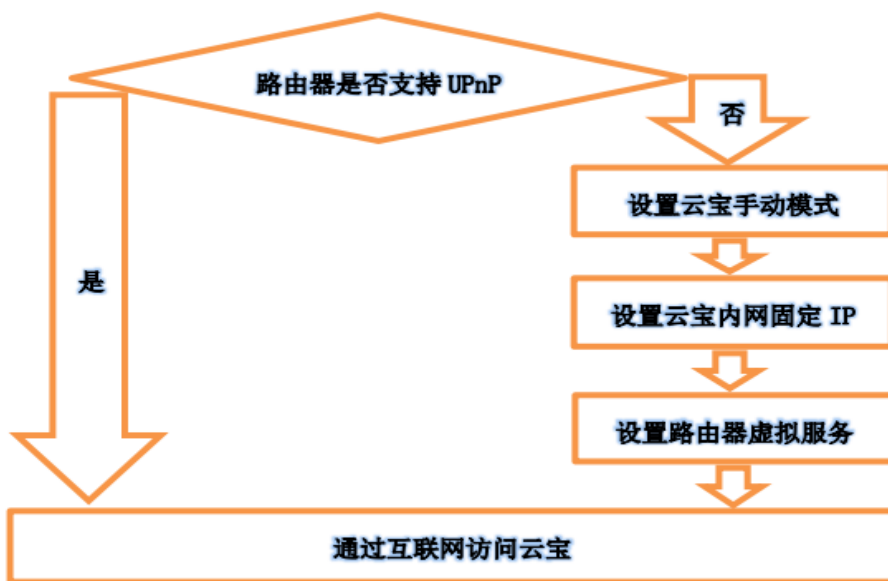 路由器是否支持 UPnP
否
设置云宝手动模式
是
设置云宝内网固定 IP
设置路由器虚拟服务
通过互联网访问云宝